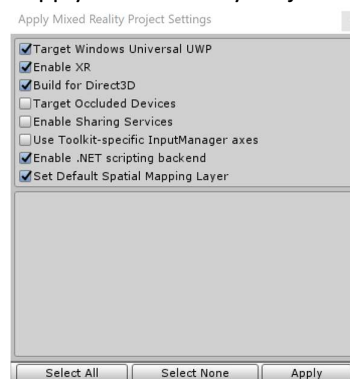 Apply Mixed Reality Project Settings
Target Windows Universal UWP
Enable XR
Build for Direct3D
Target Occluded Devices
Enable Sharing Services
Use Toolkit-specific InputManager axes
Enable .NET scripting backend
Set Default Spatial Mapping Layer
Select All Select None Apply